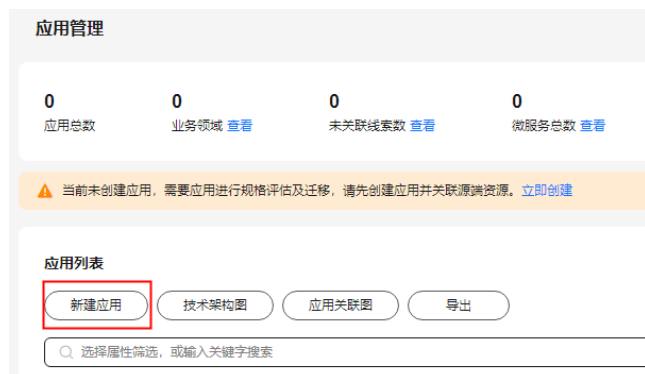 应用管理
0 0 0 0
应用总数 业务领域 查看 未关联线索数 查看 微服务总数 查看
当前未创建应用，需要应用进行规格评估及迁移，请先创建应用并关联源端资源。立即创建
应用列表
新建应用 技术架构图 应用关联图 导出
选择属性筛选，或输入关键字搜索